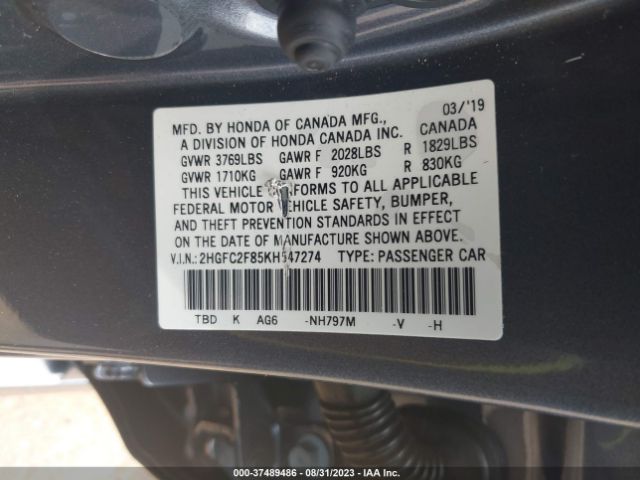 MFD. BY HONDA OF CANADA MFG., 03/'19
A DIVISION OF HONDA CANADA INC. CANADA
GVWR 3769LBS GAWR F 2028LBS R 1829LBS
GVWR 1710KG GAWR F 920KG R 830KG
THIS VEHICLE FORMS TO ALL APPLICABLE
FEDERAL MOTOR VEHICLE SAFETY, BUMPER,
AND THEFT PREVENTION STANDARDS IN EFFECT
ON THE DATE OF MANUFACTURE SHOWN ABOVE.
V.I.N.: 2HGFC2F85KH547274 TYPE: PASSENGER CAR
TBD K AG6 -NH797M -V -H
000-37489486 - 08/31/2023 - IAA Inc.